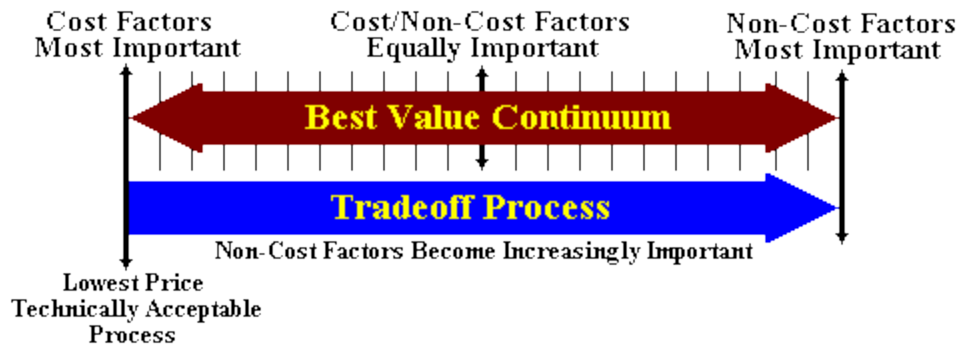 Cost Factors
Most Important
Cost/Non-Cost Factors
Equally Important
Non-Cost Factors
Most Important
Best Value Continuum
Tradeoff Process
Non-Cost Factors Become Increasingly Important
Lowest Price
Technically Acceptable
Process